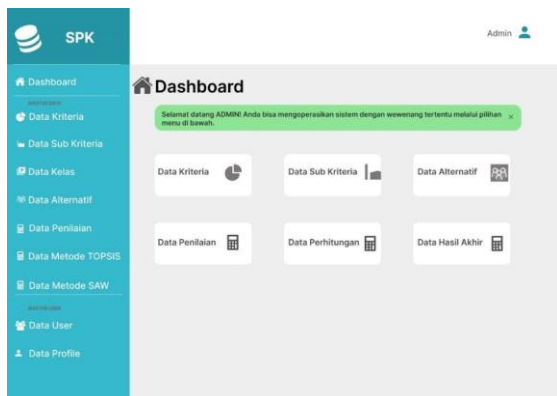 SPK
Admin
Dashboard
Data Kriteria
Data Sub Kriteria
Data Kelas
Data Alternatif
Data Penilaian
Data Metode TOPSIS
Data Metode SAW
Data User
Data Profile
Dashboard
Selamat datang ADMIN! Anda bisa mengoperasikan sistem dengan wewenang tertentu melalui pilihan
menu di bawah.
Data Kriteria
Data Sub Kriteria
Data Alternatif
Data Penilaian
Data Perhitungan
Data Hasil Akhir